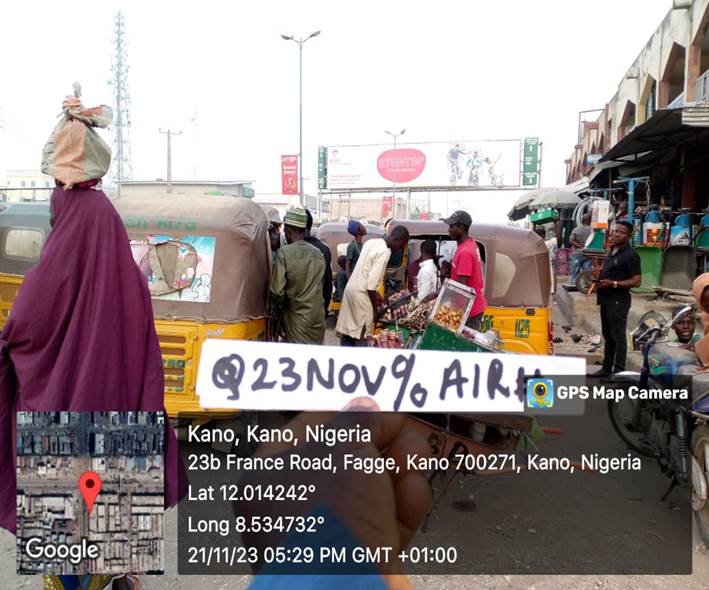 @23NOV% AIR
GPS Map Camera
Kano, Kano, Nigeria
23b France Road, Fagge, Kano 700271, Kano, Nigeria
Lat 12.014242°
Long 8.534732°
21/11/23 05:29 PM GMT +01:00
Google
1125